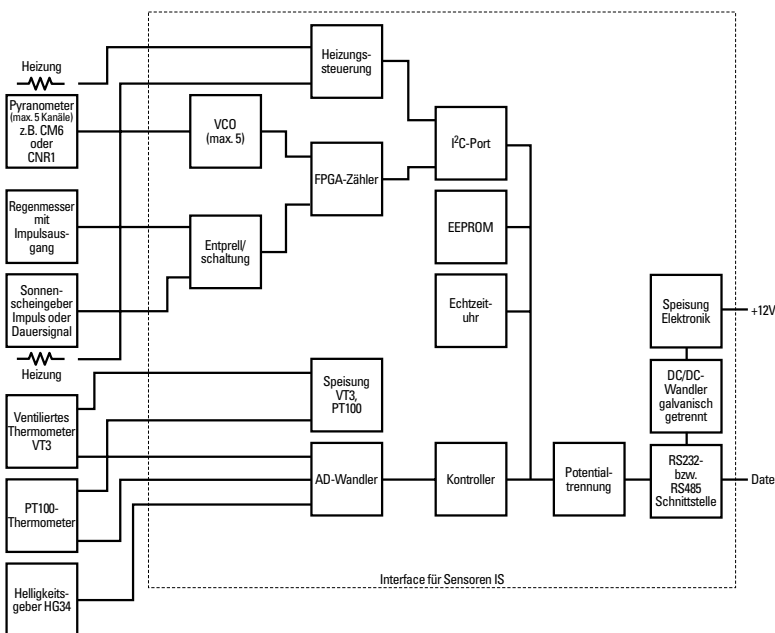 Heizung
Pyranometer
(max. 5 Kanäle)
z.B. CM6
oder
CNR1
Regenmesser
mit
Impulsaus-
gang
Sonnen-
scheingeber
Impuls oder
Dauersignal
Heizung
Ventiliertes
Thermometer
VT3
PT100-
Thermometer
Helligkeits-
geber HG34
Heizungs-
steuerung
VCO
(max. 5)
FPGA-Zähler
Entprell/
schaltung
Speisung
VT3,
PT100
AD-Wandler
I²C-Port
EEPROM
Echtzeit-
uhr
Kontroller
Potential-
trennung
Speisung
Elektronik
+12V
DC/DC-
Wandler
galvanisch
getrennt
RS232-
bzw.
RS485
Schnittstelle
Date
Interface für Sensoren IS